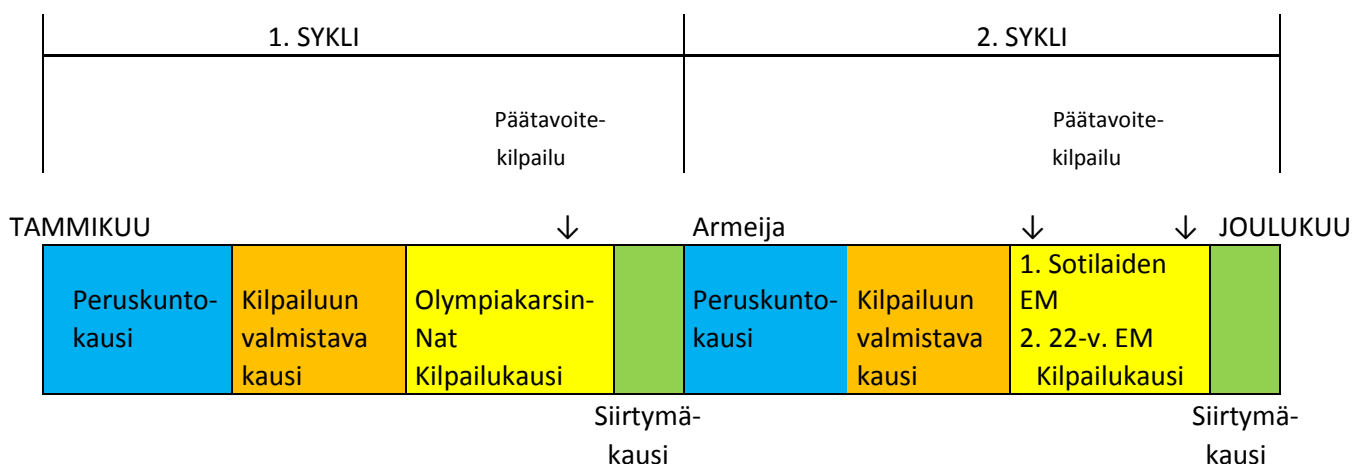 1. SYKLI
2. SYKLI
Päätavoite-
kilpailu
Päätavoite-
kilpailu
TAMMIKUU
↓
Armeija
↓
↓
JOULUKUU
Peruskunto-
kausi
Kilpailuun
valmistava
kausi
Olympiakarsin-
Nat
Kilpailukausi
Peruskunto-
kausi
Kilpailuun
valmistava
kausi
1. Sotilaiden
EM
2. 22-v. EM
Kilpailukausi
Siirtymä-
kausi
Siirtymä-
kausi